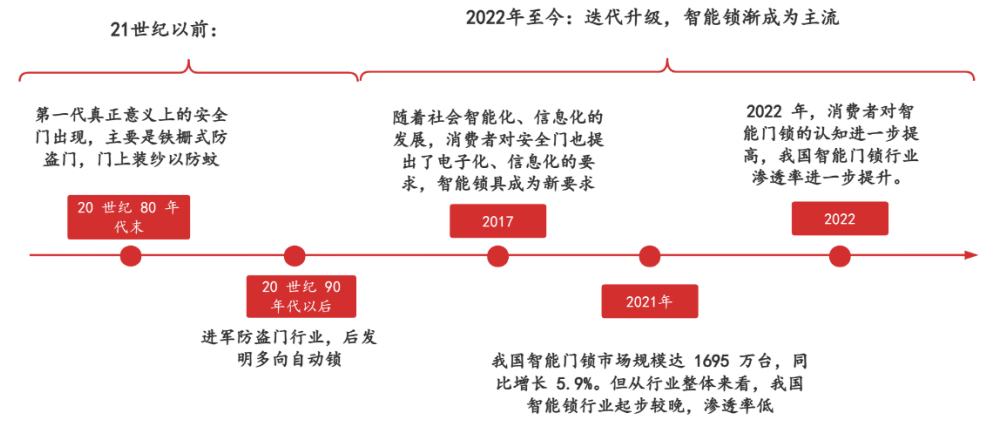 21世纪以前：
2022年至今：迭代升级，智能锁渐成为主流
第一代真正意义上的安全
门出现，主要是铁栅式防
盗门，门上装纱以防蚊
20 世纪 80 年
代末
20 世纪 90
年代以后
进军防盗门行业，后发
明多向自动锁
随着社会智能化、信息化的
发展，消费者对安全门也提
出了电子化、信息化的要
求，智能锁具成为新要求
2017
2021年
我国智能门锁市场规模达 1695 万台，同
比增长 5.9%。但从行业整体来看，我国
智能锁行业起步较晚，渗透率低
2022 年，消费者对智
能门锁的认知进一步提
高，我国智能门锁行业
渗透率进一步提升。
2022